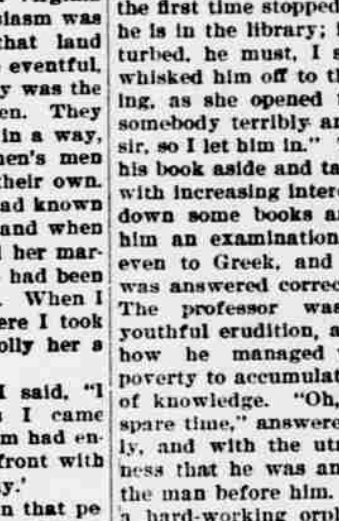 siasm was
that land
eventful.
y was the
en. They
in a way,
men's men
their own.
ad known
and when
her mar-
had been
. When I
ere I took
olly her a
I said, "I
s I came
m had en-
front with
y.'
n that pe
the first time stopped
he is in the library; i
turbed, he must, I s
whisked him off to th
ing, as she opened t
somebody terribly an
sir, so I let him in."
his book aside and ta
with increasing inter
down some books a
him an examination
even to Greek, and
was answered correc
The professor was
youthful erudition, a
how he managed
poverty to accumulat
of knowledge. "Oh,
spare time," answere
ly, and with the utr
ness that he was an
the man before him.
a hard-working orph